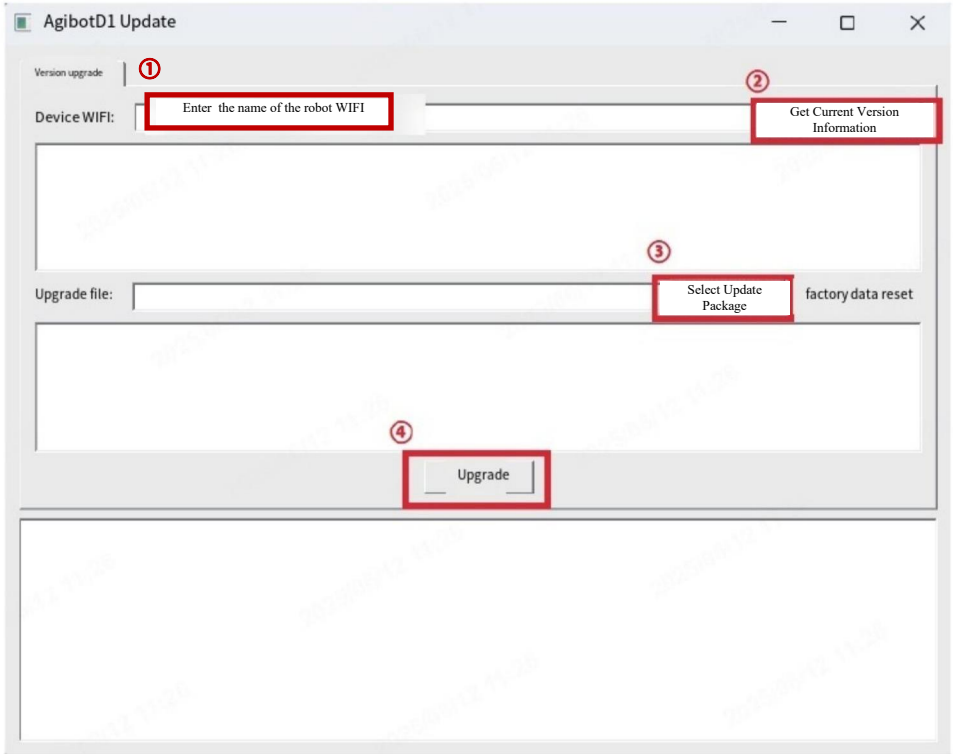 AgibotD1 Update
Version upgrade
①
②
Device WIFI:
Enter the name of the robot WIFI
Get Current Version
Information
③
Upgrade file:
Select Update
Package
factory data reset
④
Upgrade